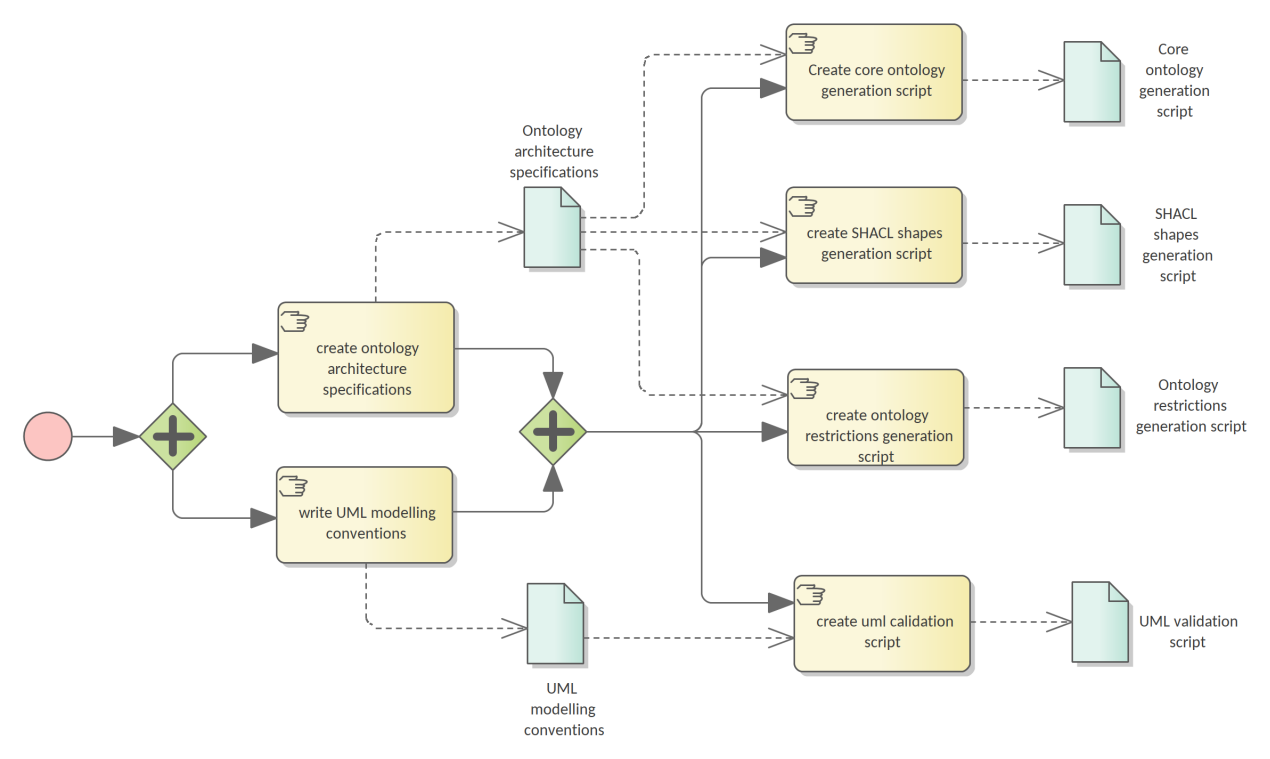 Create core ontology
generation script
Core
ontology
generation
script
Ontology
architecture
specifications
create SHACL shapes
generation script
SHACL
shapes
generation
script
create ontology
architecture
specifications
create ontology
restrictions generation
script
Ontology
restrictions
generation script
write UML modelling
conventions
create uml calidation
script
UML validation
script
UML
modelling
conventions